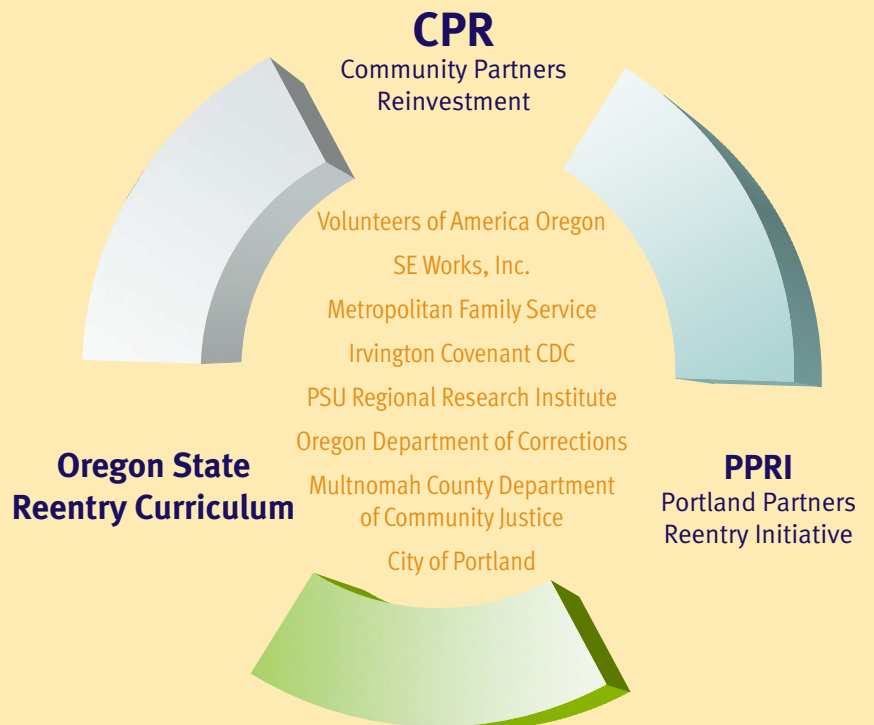 CPR
Community Partners
Reinvestment
Volunteers of America Oregon
SE Works, Inc.
Metropolitan Family Service
Irvington Covenant CDC
PSU Regional Research Institute
Oregon Department of Corrections
Multnomah County Department
of Community Justice
City of Portland
Oregon State
Reentry Curriculum
PPRI
Portland Partners
Reentry Initiative